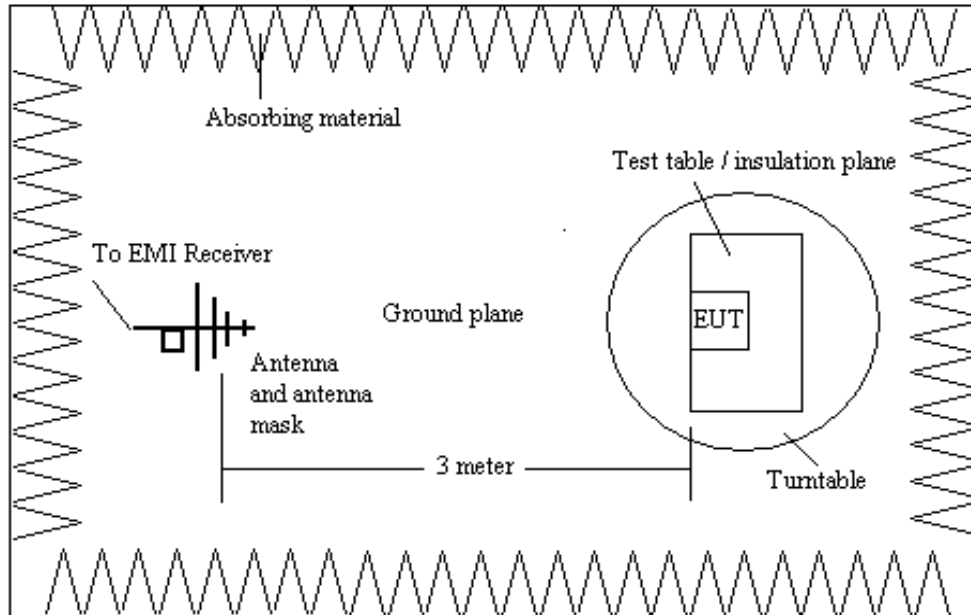 Absorbing material
Test table / insulation plane
To EMI Receiver
Ground plane
EUT
Antenna
and antenna
mask
3 meter
Turntable